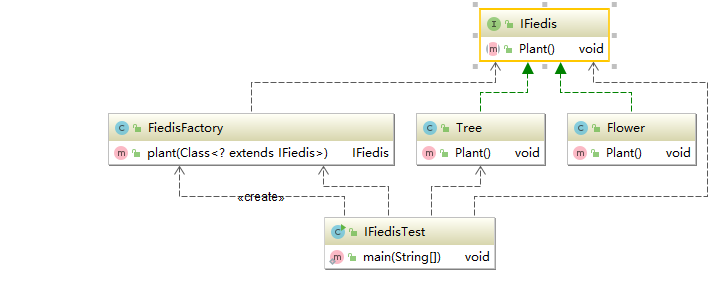 I IFiedis
m Plant() void
C FiedisFactory
m plant(Class<? extends IFiedis>) IFiedis
C Tree
m Plant() void
C Flower
m Plant() void
«create»
C IFiedisTest
m main(String[]) void